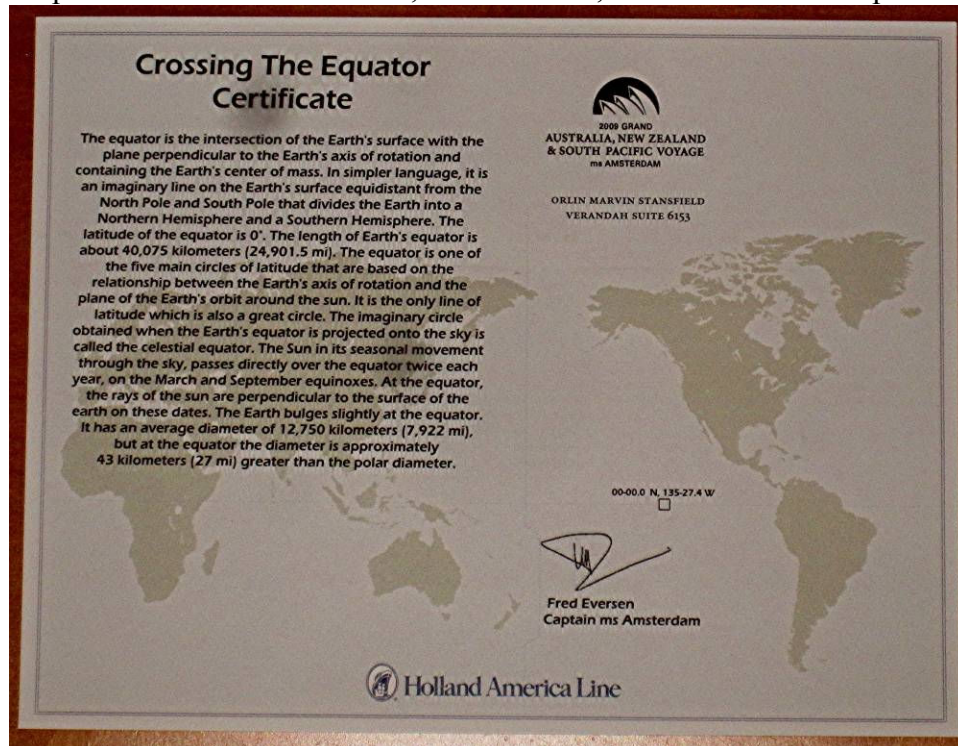 Crossing The Equator
Certificate
The equator is the intersection of the Earth's surface with the
plane perpendicular to the Earth's axis of rotation and
containing the Earth's center of mass. In simpler language, it is
an imaginary line on the Earth's surface equidistant from the
North Pole and South Pole that divides the Earth into a
Northern Hemisphere and a Southern Hemisphere. The
latitude of the equator is 0°. The length of Earth's equator is
about 40,075 kilometers (24,901.5 mi). The equator is one of
the five main circles of latitude that are based on the
relationship between the Earth's axis of rotation and the
plane of the Earth's orbit around the sun. It is the only line of
latitude which is also a great circle. The imaginary circle
obtained when the Earth's equator is projected onto the sky is
called the celestial equator. The Sun in its seasonal movement
through the sky, passes directly over the equator twice each
year, on the March and September equinoxes. At the equator,
the rays of the sun are perpendicular to the surface of the
earth on these dates. The Earth bulges slightly at the equator.
It has an average diameter of 12,750 kilometers (7,922 mi),
but at the equator the diameter is approximately
43 kilometers (27 mi) greater than the polar diameter.
2009 GRAND
AUSTRALIA, NEW ZEALAND
& SOUTH PACIFIC VOYAGE
ms AMSTERDAM
ORLIN MARVIN STANSFIELD
VERANDAH SUITE 6153
00-00.0 N, 135-27.4 W
Fred Eversen
Captain ms Amsterdam
Holland America Line